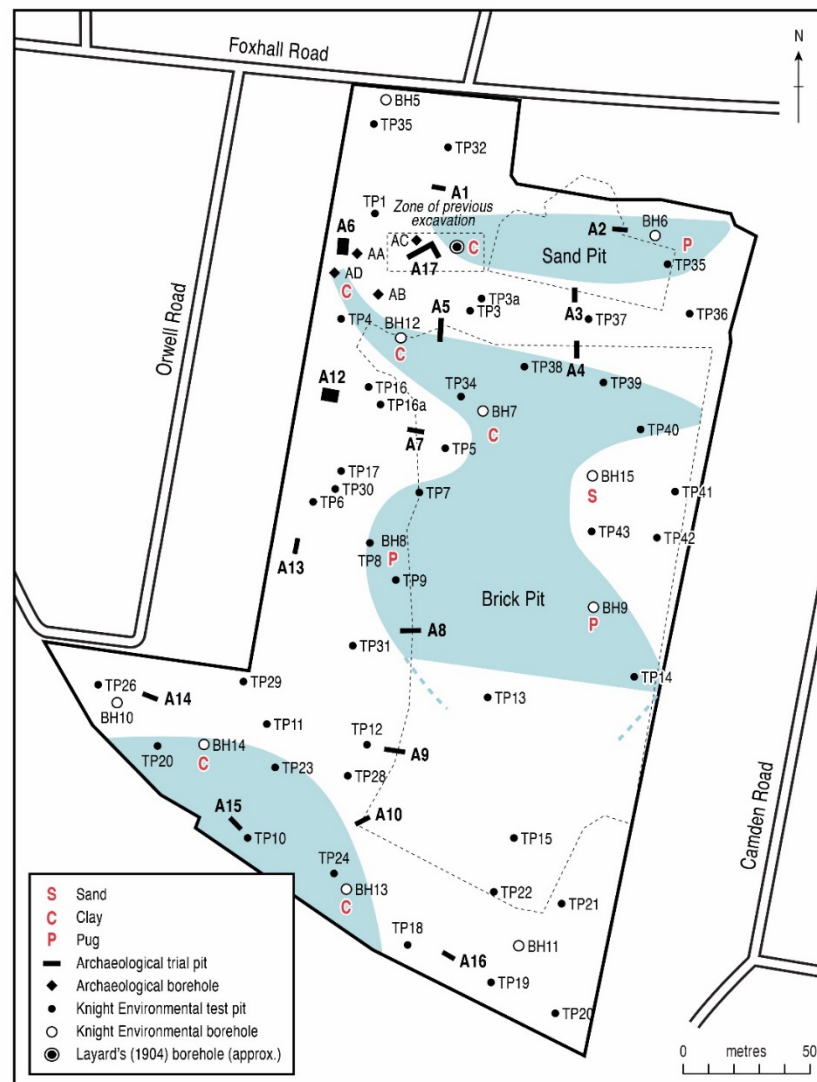 Foxhall Road
N
BH5
TP35
TP32
A1
TP1
Zone of previous
excavation
A2
BH6
P
A6
AC
C
Sand Pit
AA
A17
TP35
AD
C
AB
A5
TP3a
TP3
A3
TP37
TP36
TP4
BH12
C
A4
Orwell Road
TP38
A12
TP16
TP34
TP39
TP16a
BH7
C
A7
TP5
TP40
TP17
BH15
S
TP30
TP7
TP41
TP6
TP43
TP42
A13
BH8
TP8
P
TP9
Brick Pit
BH9
P
A8
TP31
TP14
TP26
A14
TP29
TP13
BH10
TP11
TP12
A9
TP20
BH14
C
TP23
TP28
A15
A10
TP10
TP15
Camden Road
TP24
BH13
C
TP22
TP21
TP18
BH11
A16
TP19
TP20
S Sand
C Clay
P Pug
Archaeological trial pit
Archaeological borehole
Knight Environmental test pit
Knight Environmental borehole
Layard's (1904) borehole (approx.)
0 metres 50